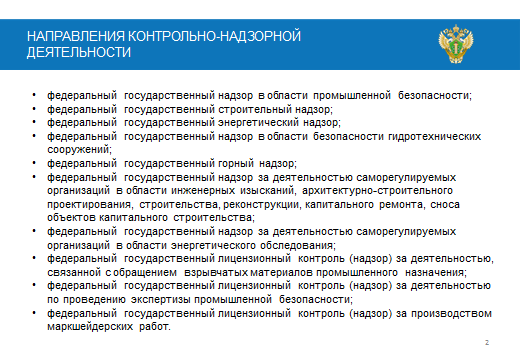 НАПРАВЛЕНИЯ КОНТРОЛЬНО-НАДЗОРНОЙ
ДЕЯТЕЛЬНОСТИ
• федеральный государственный надзор в области промышленной безопасности;
• федеральный государственный строительный надзор;
• федеральный государственный энергетический надзор;
• федеральный государственный надзор в области безопасности гидротехнических
сооружений;
• федеральный государственный горный надзор;
• федеральный государственный надзор за деятельностью саморегулируемых
организаций в области инженерных изысканий, архитектурно-строительного
проектирования, строительства, реконструкции, капитального ремонта, сноса
объектов капитального строительства;
• федеральный государственный надзор за деятельностью саморегулируемых
организаций в области энергетического обследования;
• федеральный государственный лицензионный контроль (надзор) за деятельностью,
связанной с обращением взрывчатых материалов промышленного назначения;
• федеральный государственный лицензионный контроль (надзор) за деятельностью
по проведению экспертизы промышленной безопасности;
• федеральный государственный лицензионный контроль (надзор) за производством
маркшейдерских работ.
2